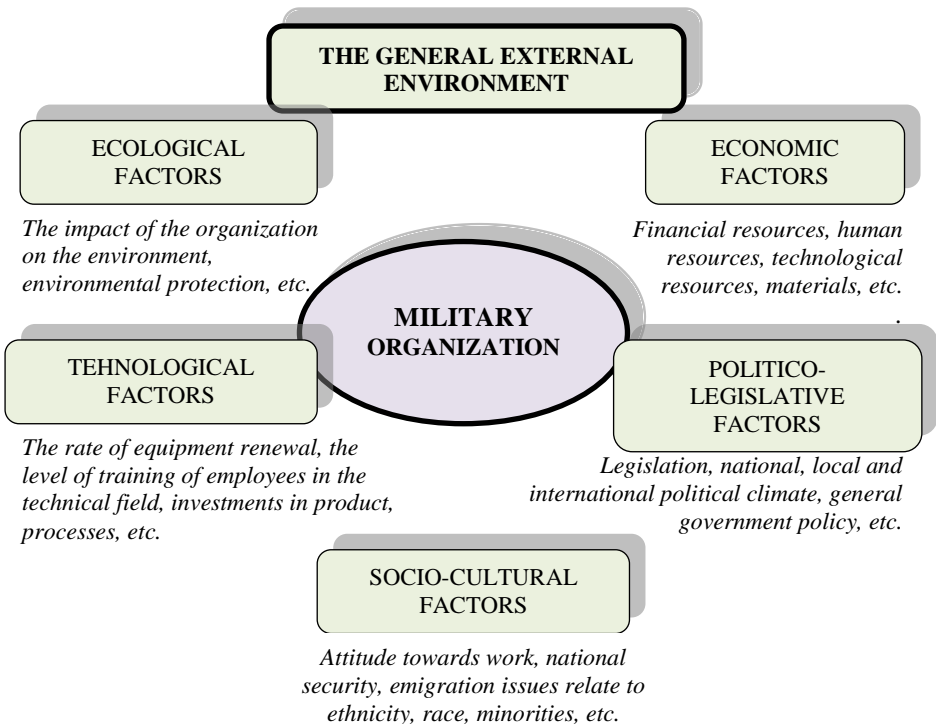 THE GENERAL EXTERNAL
ENVIRONMENT
ECOLOGICAL
FACTORS
The impact of the organization
on the environment,
environmental protection, etc.
ECONOMIC
FACTORS
Financial resources, human
resources, technological
resources, materials, etc.
.
MILITARY
ORGANIZATION
TEHNOLOGICAL
FACTORS
The rate of equipment renewal, the
level of training of employees in the
technical field, investments in product,
processes, etc.
POLITICO-
LEGISLATIVE
FACTORS
Legislation, national, local and
international political climate, general
government policy, etc.
SOCIO-CULTURAL
FACTORS
Attitude towards work, national
security, emigration issues relate to
ethnicity, race, minorities, etc.